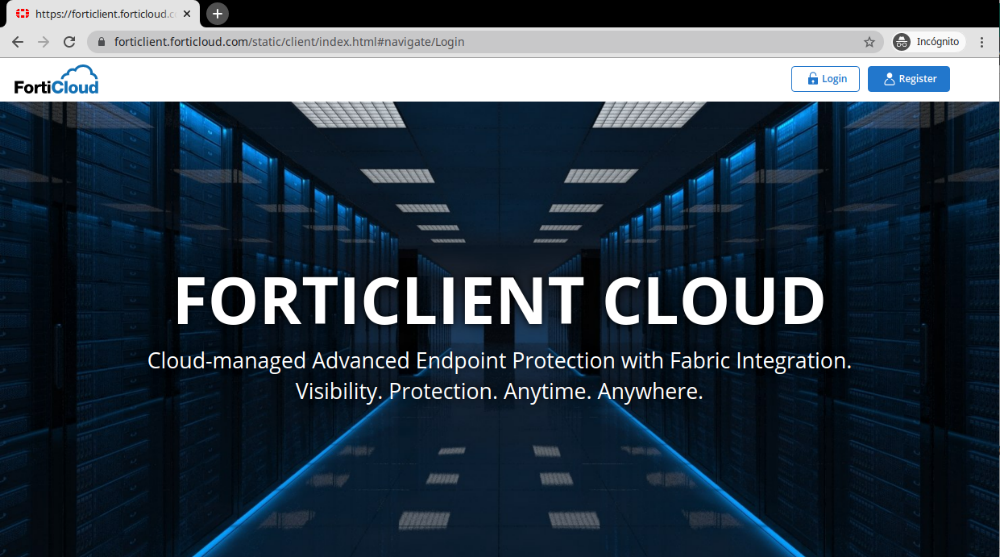 https://forticlient.forticloud.c
forticlient.forticloud.com/static/client/index.html#navigate/Login
Incógnito
FortiCloud
Login
Register
FORTICLIENT CLOUD
Cloud-managed Advanced Endpoint Protection with Fabric Integration.
Visibility. Protection. Anytime. Anywhere.